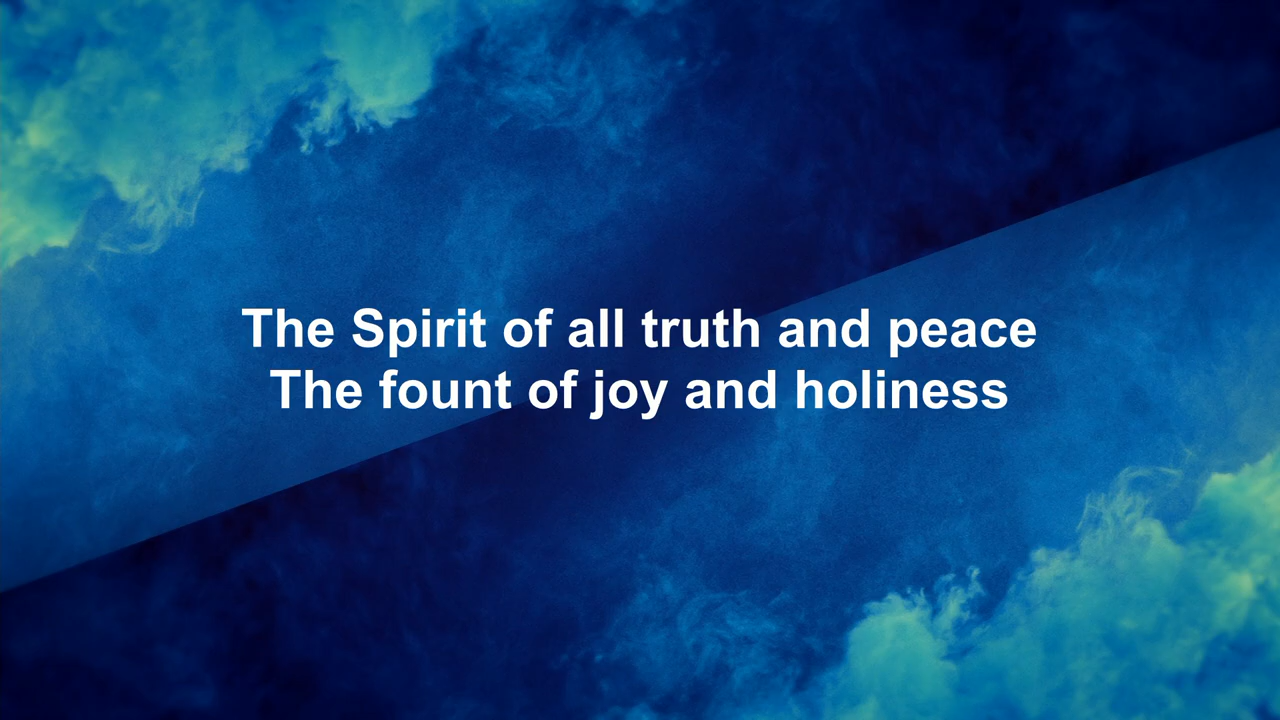 The Spirit of all truth and peace
The fount of joy and holiness